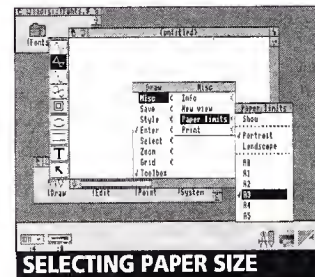 (untitled)
!Fonts
Draw
Misc
Misc
Save
Style
Enter
Select
Zoom
Grid
Toolbox
Info
New view
Paper limits
Print
Paper limits
Show
Portrait
Landscape
A0
A1
A2
A3
A4
A5
!Draw
!Edit
!Paint
!System
T
SELECTING PAPER SIZE